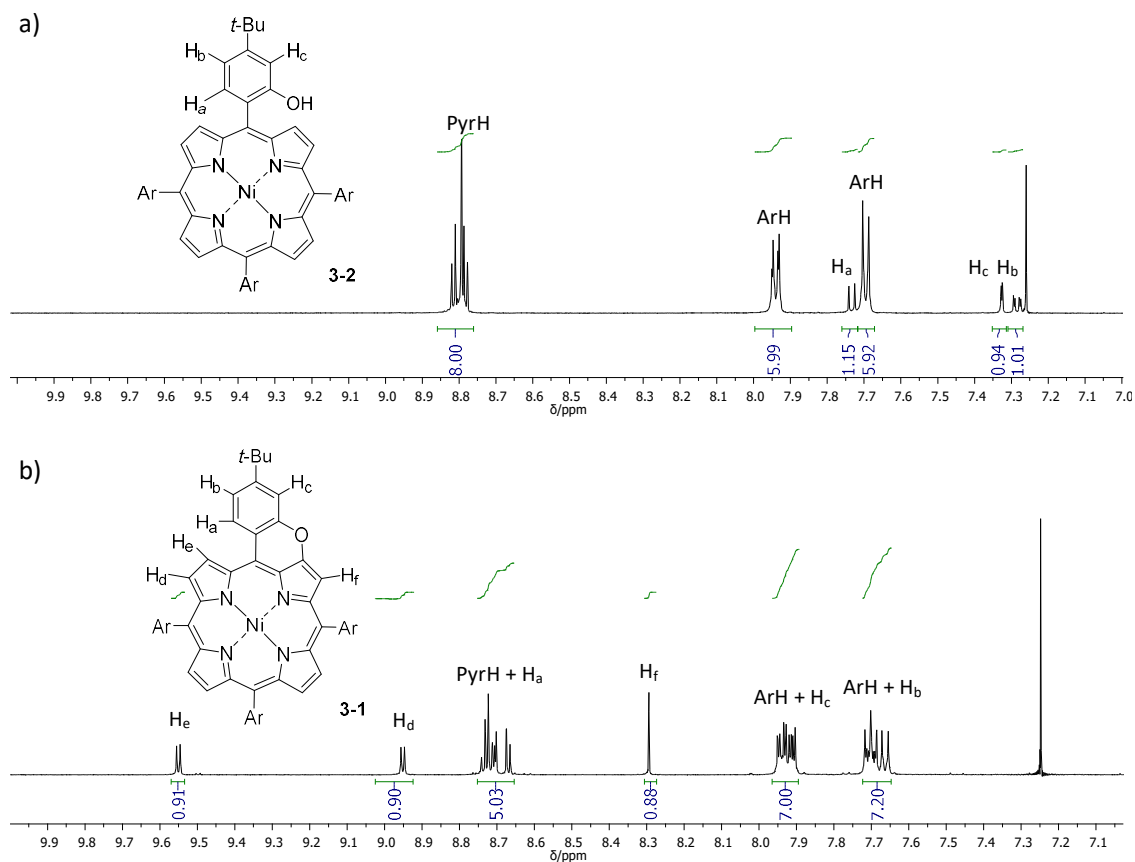 a)
t-Bu
Hb Hc
Ha OH
N N
Ni
Ar Ar
N N
Ar 3-2
PyrH
ArH
Ha
ArH
Hc Hb
8.00
5.99
1.15
5.92
0.94
1.01
9.9 9.8 9.7 9.6 9.5 9.4 9.3 9.2 9.1 9.0 8.9 8.8 8.7 8.6 8.5 8.4 8.3 8.2 8.1 8.0 7.9 7.8 7.7 7.6 7.5 7.4 7.3 7.2 7.1 7.0
δ/ppm
b)
t-Bu
Hb Hc
Ha O
He
Hd Hf
N N
Ni
Ar Ar
N N
Ar 3-1
He
Hd
PyrH + Ha
Hf
ArH + Hc
ArH + Hb
0.91
0.90
5.03
0.88
7.00
7.20
9.9 9.8 9.7 9.6 9.5 9.4 9.3 9.2 9.1 9.0 8.9 8.8 8.7 8.6 8.5 8.4 8.3 8.2 8.1 8.0 7.9 7.8 7.7 7.6 7.5 7.4 7.3 7.2 7.1
δ/ppm